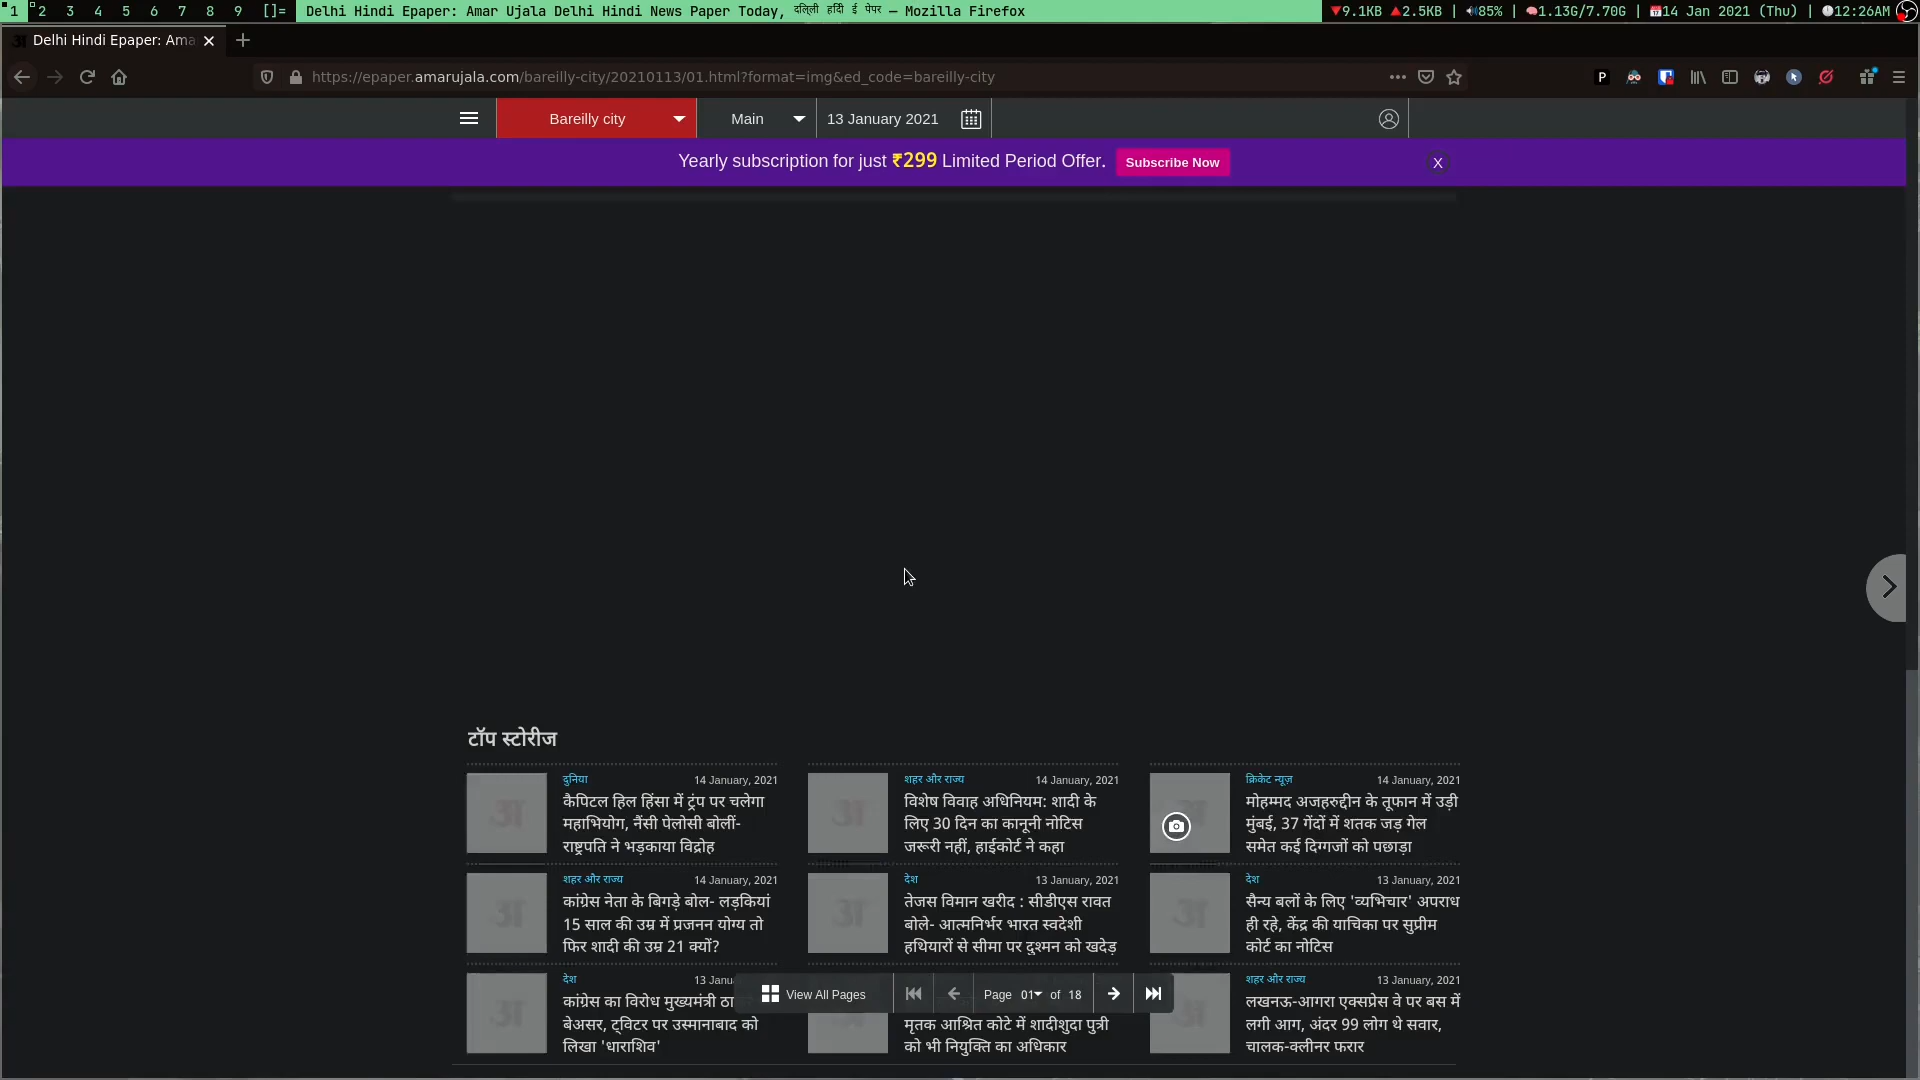 1 2 3 4 5 6 7 8 9 []= Delhi Hindi Epaper: Amar Ujala Delhi Hindi News Paper Today, दिल्ली हिंदी ई पेपर — Mozilla Firefox 9.1KB 2.5KB | 85% | 1.13G/7.70G | 14 Jan 2021 (Thu) | 12:26AM
Delhi Hindi Epaper: Ama
https://epaper.amarujala.com/bareilly-city/20210113/01.html?format=img&ed_code=bareilly-city
Bareilly city Main 13 January 2021
Yearly subscription for just ₹299 Limited Period Offer. Subscribe Now X
टॉप स्टोरीज
दुनिया 14 January, 2021
कैपिटल हिल हिंसा में ट्रंप पर चलेगा
महाभियोग, नैंसी पेलोसी बोलीं-
राष्ट्रपति ने भड़काया विद्रोह
शहर और राज्य 14 January, 2021
विशेष विवाह अधिनियम: शादी के
लिए 30 दिन का कानूनी नोटिस
जरूरी नहीं, हाईकोर्ट ने कहा
क्रिकेट न्यूज़ 14 January, 2021
मोहम्मद अजहरुद्दीन के तूफान में उड़ी
मुंबई, 37 गेंदों में शतक जड़ गेल
समेत कई दिग्गजों को पछाड़ा
शहर और राज्य 14 January, 2021
कांग्रेस नेता के बिगड़े बोल- लड़कियां
15 साल की उम्र में प्रजनन योग्य तो
फिर शादी की उम्र 21 क्यों?
देश 13 January, 2021
तेजस विमान खरीद : सीडीएस रावत
बोले- आत्मनिर्भर भारत स्वदेशी
हथियारों से सीमा पर दुश्मन को खदेड़
देश 13 January, 2021
सैन्य बलों के लिए 'व्यभिचार' अपराध
ही रहे, केंद्र की याचिका पर सुप्रीम
कोर्ट का नोटिस
देश 13 Janu
कांग्रेस का विरोध मुख्यमंत्री ठा
बेअसर, ट्विटर पर उस्मानाबाद को
लिखा 'धाराशिव'
मृतक आश्रित कोटे में शादीशुदा पुत्री
को भी नियुक्ति का अधिकार
शहर और राज्य 13 January, 2021
लखनऊ-आगरा एक्सप्रेस वे पर बस में
लगी आग, अंदर 99 लोग थे सवार,
चालक-क्लीनर फरार
View All Pages Page 01 of 18